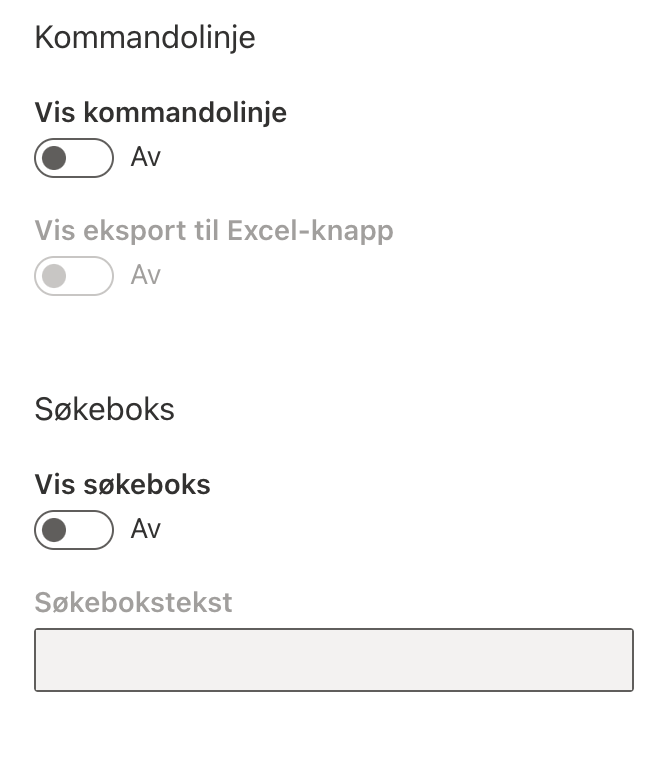 Kommandolinje
Vis kommandolinje
Av
Vis eksport til Excel-knapp
Av
Søkeboks
Vis søkeboks
Av
Søkebokstekst